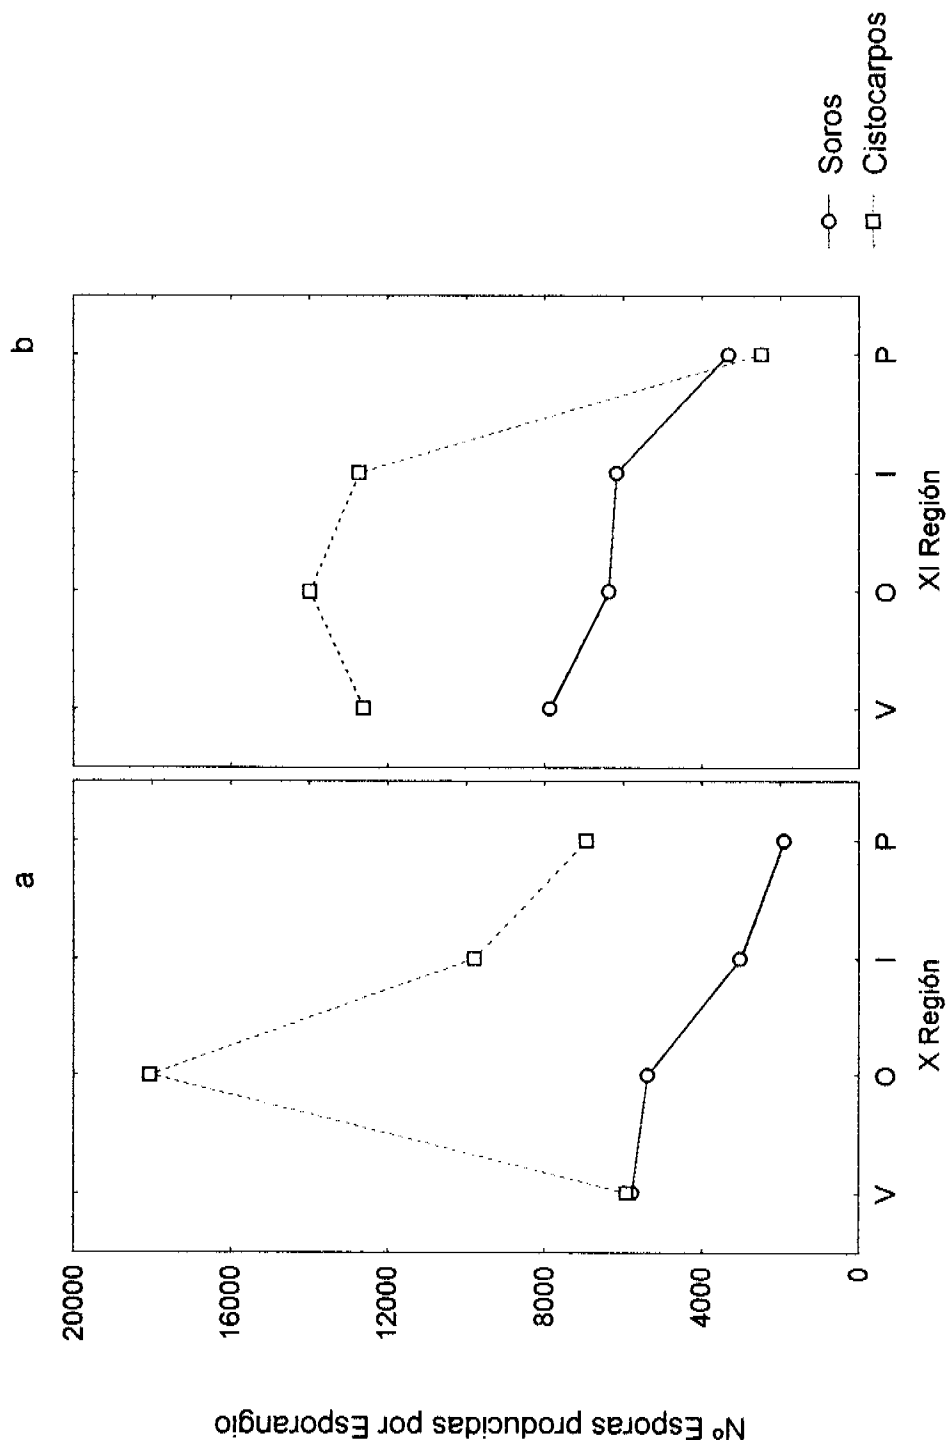 a
b
Nº Esporas producidas por Esporangio
20000
16000
12000
8000
4000
0
V O I P
X Región
V O I P
XI Región
Soros
Cistocarpos